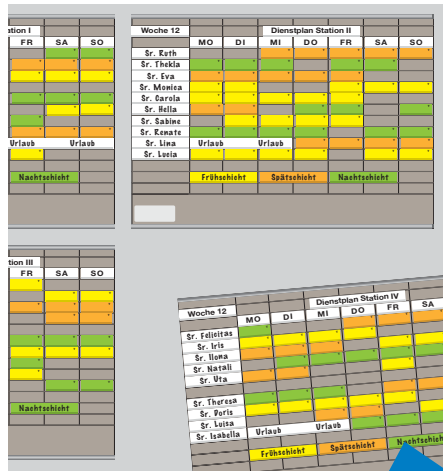 ation I
FR SA SO
Urlaub Urlaub
Nachtschicht
Woche 12 Dienstplan Station II
MO DI MI DO FR SA SO
Sr. Ruth
Sr. Thekla
Sr. Eva
Sr. Monica
Sr. Carola
Sr. Hella
Sr. Sabine
Sr. Renate
Sr. Lina Urlaub Urlaub
Sr. Lucia
Frühschicht Spätschicht Nachtschicht
tion III
FR SA SO
Nachtschicht
Woche 12 Dienstplan Station IV
MO DI MI DO FR SA
Sr. Felicitas
Sr. Iris
Sr. Ilona
Sr. Natali
Sr. Uta
Sr. Theresa
Sr. Doris
Sr. Luisa
Sr. Isabella Urlaub Urlaub
Frühschicht Spätschicht Nachtschich